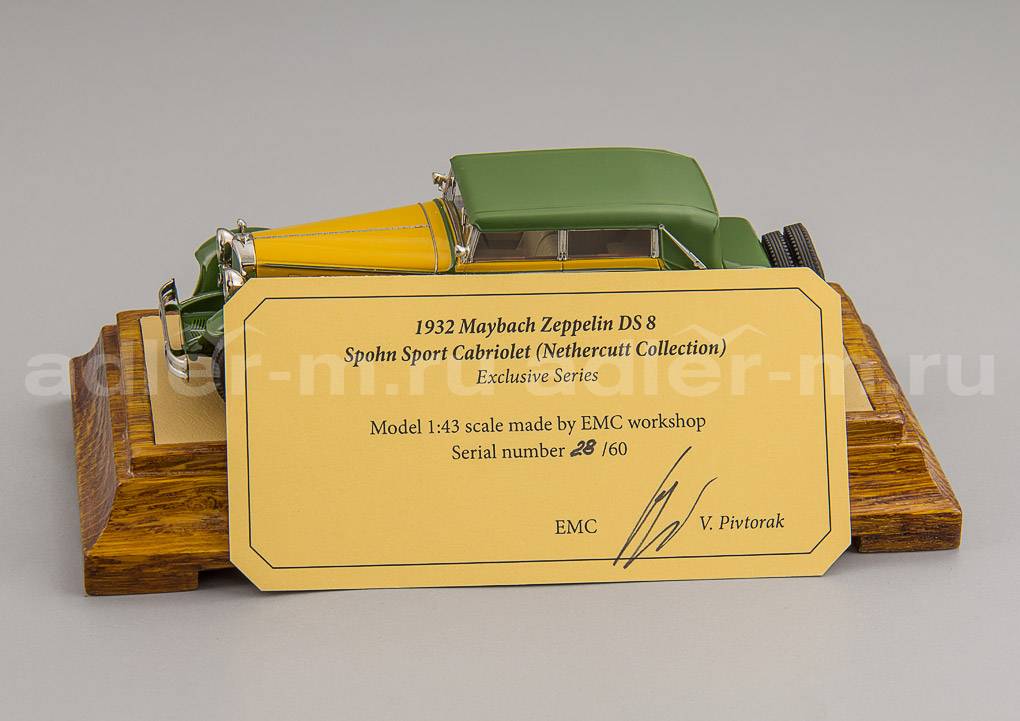 1932 Maybach Zeppelin DS 8
Spohn Sport Cabriolet (Nethercutt Collection)
Exclusive Series
adler-m.ru adler-m.ru
Model 1:43 scale made by EMC workshop
Serial number 28 /60
EMC V. Pivtorak